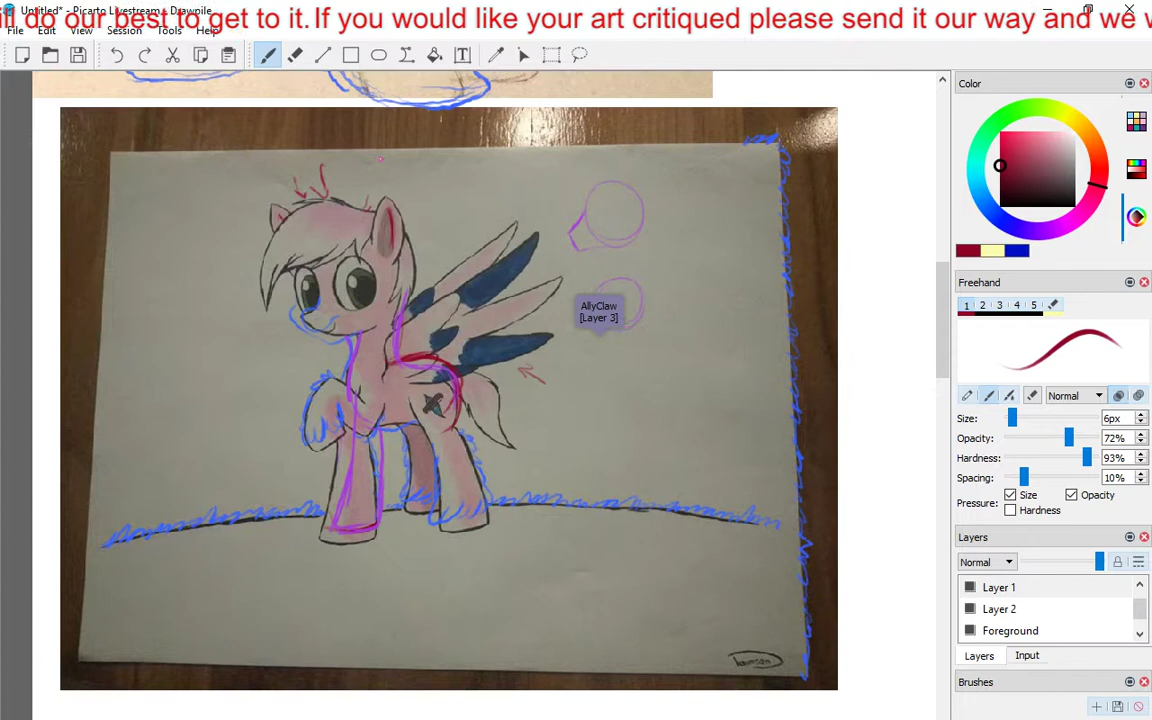 Untitled* - Picarto Livestream - Drawpile
ill do our best to get to it. If you would like your art critiqued please send it our way and we w
File Edit View Session Tools Help
Color
AllyClaw
[Layer 3]
Freehand
1 2 3 4 5
Normal
Size: 6px
Opacity: 72%
Hardness: 93%
Spacing: 10%
Pressure: Size Opacity
Hardness
Layers
Normal
Layer 1
Layer 2
Foreground
Layers Input
Brushes